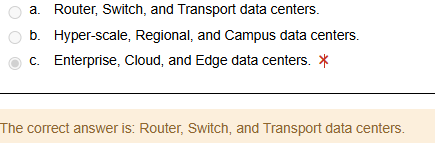 a. Router, Switch, and Transport data centers.
b. Hyper-scale, Regional, and Campus data centers.
c. Enterprise, Cloud, and Edge data centers.
The correct answer is: Router, Switch, and Transport data centers.